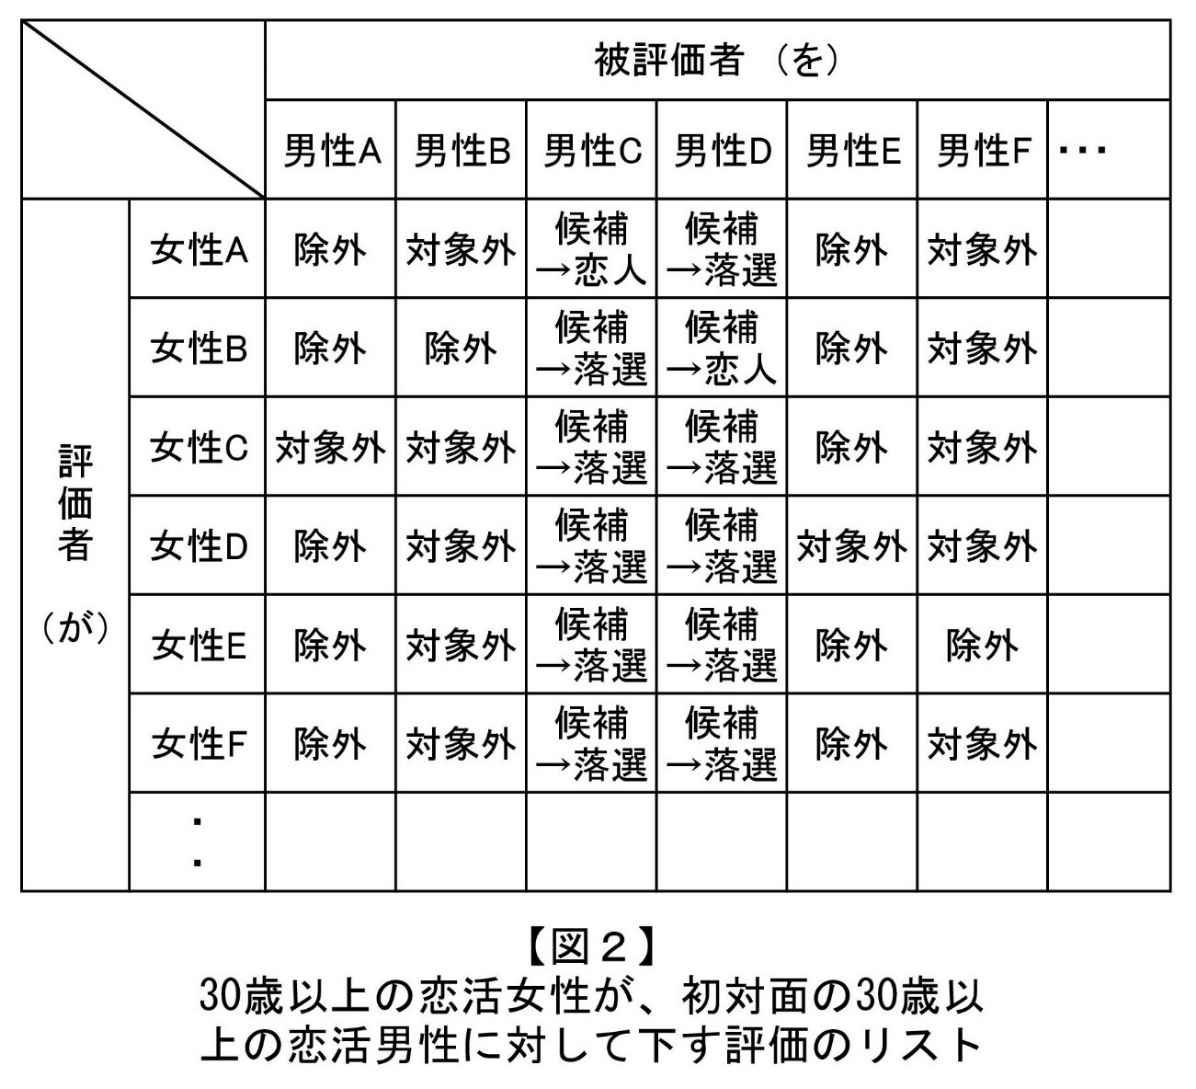 被評価者（を）
男性A 男性B 男性C 男性D 男性E 男性F ･･･
評価者（が）
女性A 除外 対象外 候補→恋人 候補→落選 除外 対象外
女性B 除外 除外 候補→落選 候補→恋人 除外 対象外
女性C 対象外 対象外 候補→落選 候補→落選 除外 対象外
女性D 除外 対象外 候補→落選 候補→落選 対象外 対象外
女性E 除外 対象外 候補→落選 候補→落選 除外 除外
女性F 除外 対象外 候補→落選 候補→落選 除外 対象外
・・
【図２】
30歳以上の恋活女性が、初対面の30歳以
上の恋活男性に対して下す評価のリスト